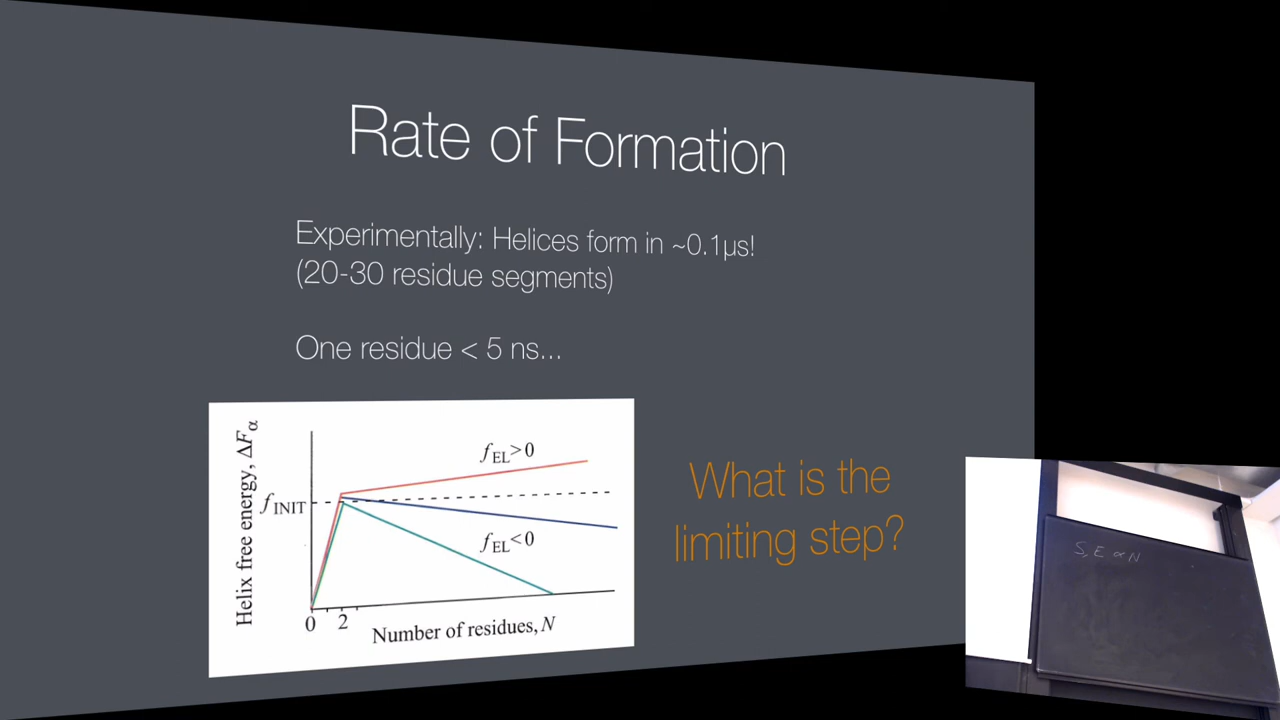 Rate of Formation
Experimentally: Helices form in ~0.1µs!
(20-30 residue segments)
One residue < 5 ns...
Helix free energy, ΔFα
fINIT
fEL>0
fEL<0
0 2
Number of residues, N
What is the
limiting step?
S, E ∝ N